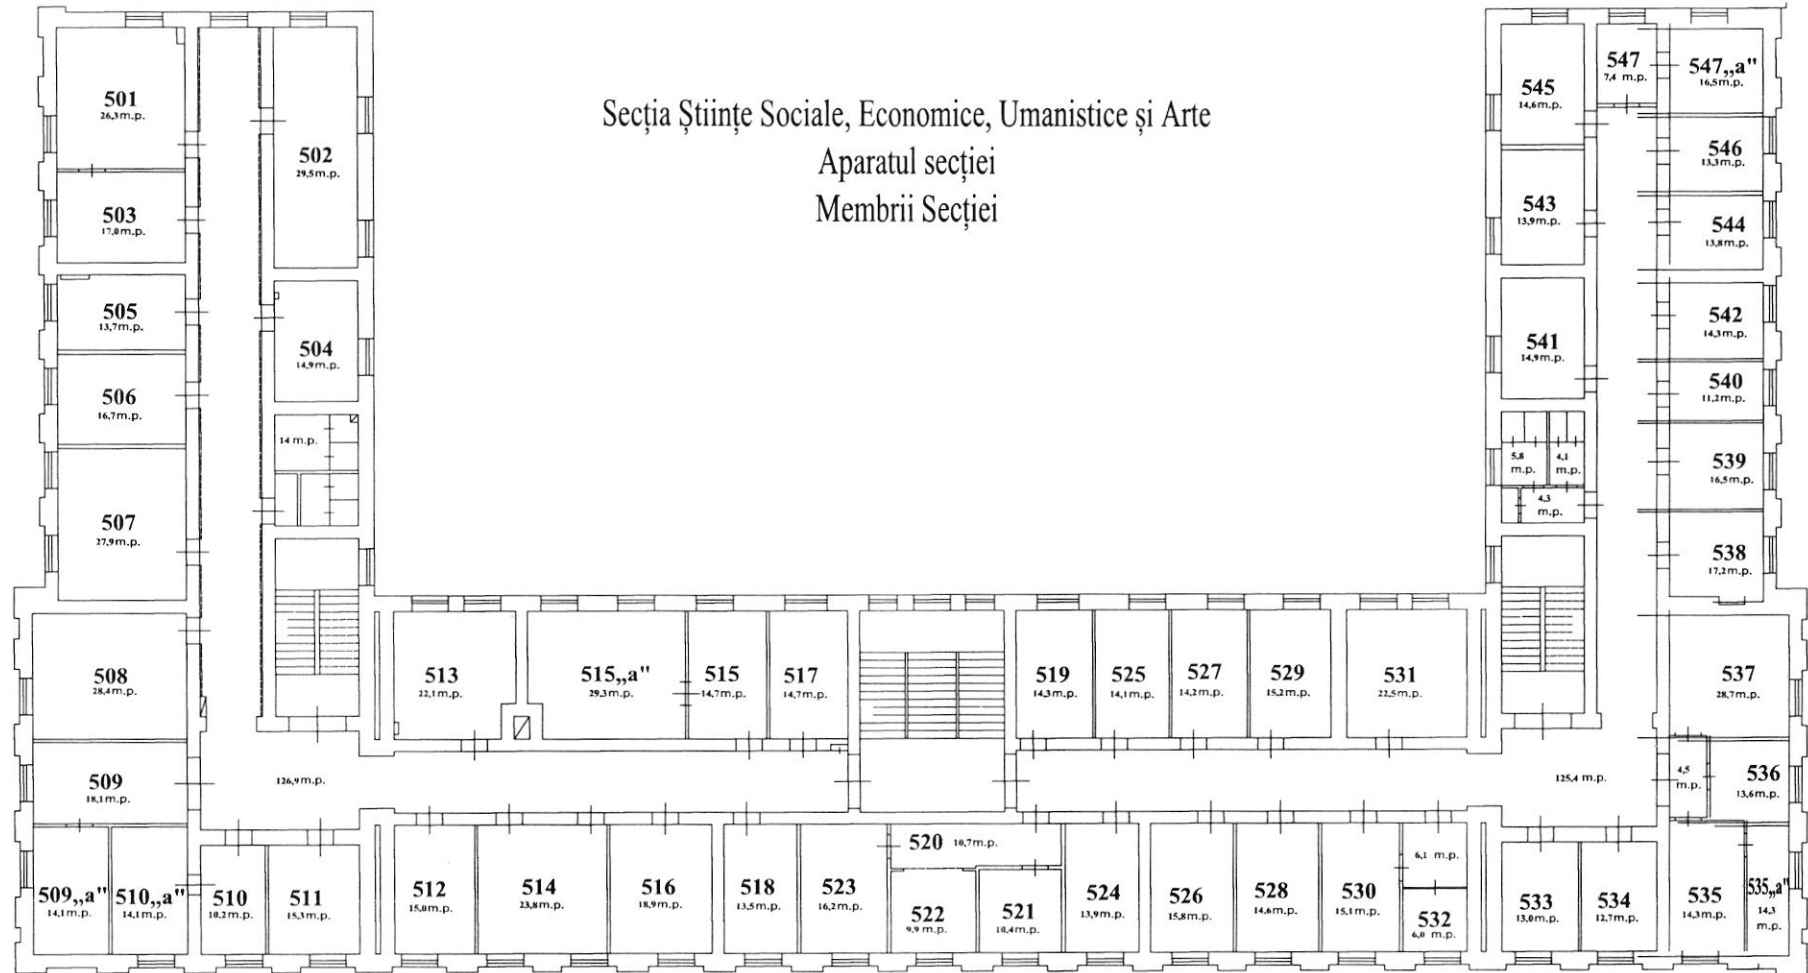 Secția Științe Sociale, Economice, Umanistice și Arte
Aparatul secției
Membrii Secției
501
26,3m.p.
502
29,5m.p.
503
17,0m.p.
505
13,7m.p.
504
14,9m.p.
506
16,7m.p.
14 m.p.
507
27,9m.p.
508
28,4m.p.
509
18,1m.p.
126,9m.p.
509„a"
14,1m.p.
510„a"
14,1m.p.
510
10,2m.p.
511
15,3m.p.
513
22,1m.p.
515„a"
29,3m.p.
515
14,7m.p.
517
14,7m.p.
519
14,3m.p.
525
14,1m.p.
527
14,2m.p.
529
15,2m.p.
531
22,5m.p.
512
15,0m.p.
514
23,8m.p.
516
18,9m.p.
518
13,5m.p.
523
16,2m.p.
520 10,7m.p.
522
9,9 m.p.
521
10,4m.p.
524
13,9m.p.
526
15,8m.p.
528
14,6m.p.
530
15,1m.p.
6,1 m.p.
532
6,0 m.p.
545
14,6m.p.
547
7,4 m.p.
547„a"
16,5m.p.
546
13,3m.p.
543
13,9m.p.
544
13,8m.p.
542
14,3m.p.
541
14,9m.p.
540
11,2m.p.
5,8
m.p.
4,1
m.p.
4,3
m.p.
539
16,5m.p.
538
17,2m.p.
537
28,7m.p.
125,4 m.p.
4,5
m.p.
536
13,6m.p.
533
13,0m.p.
534
12,7m.p.
535
14,3m.p.
535„a"
14,3
m.p.